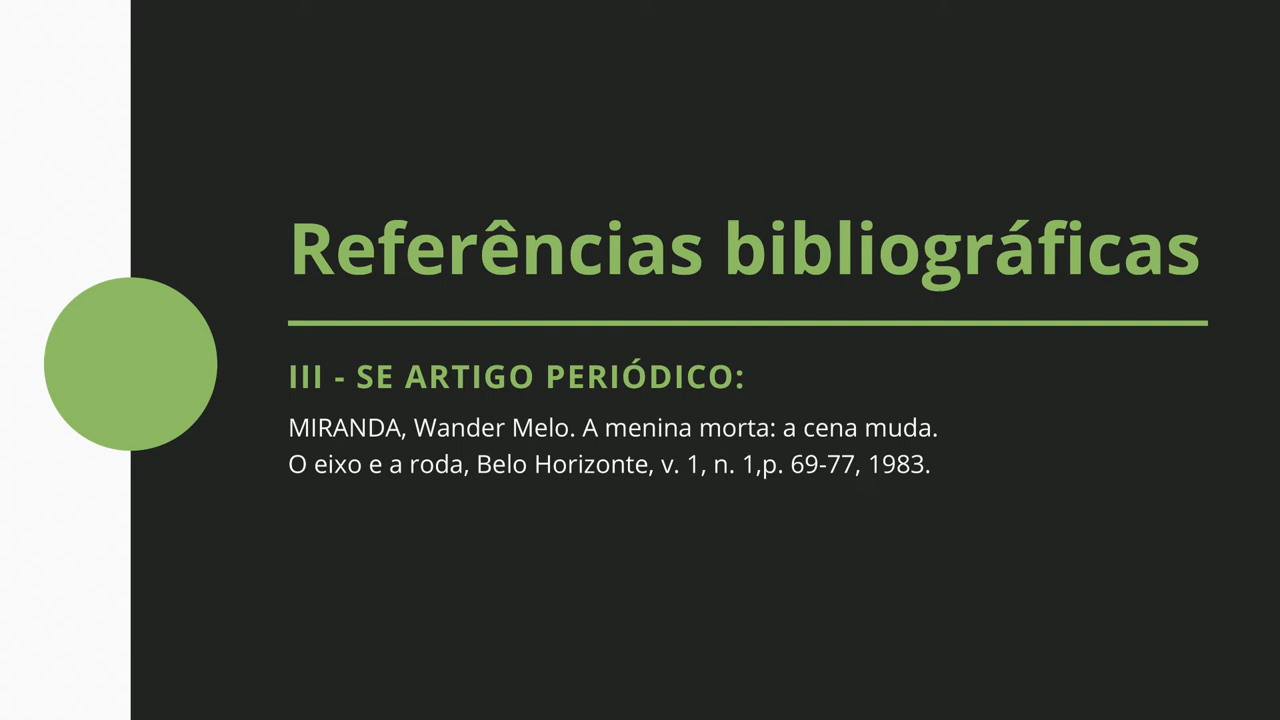 Referências bibliográficas
III - SE ARTIGO PERIÓDICO:
MIRANDA, Wander Melo. A menina morta: a cena muda.
O eixo e a roda, Belo Horizonte, v. 1, n. 1,p. 69-77, 1983.